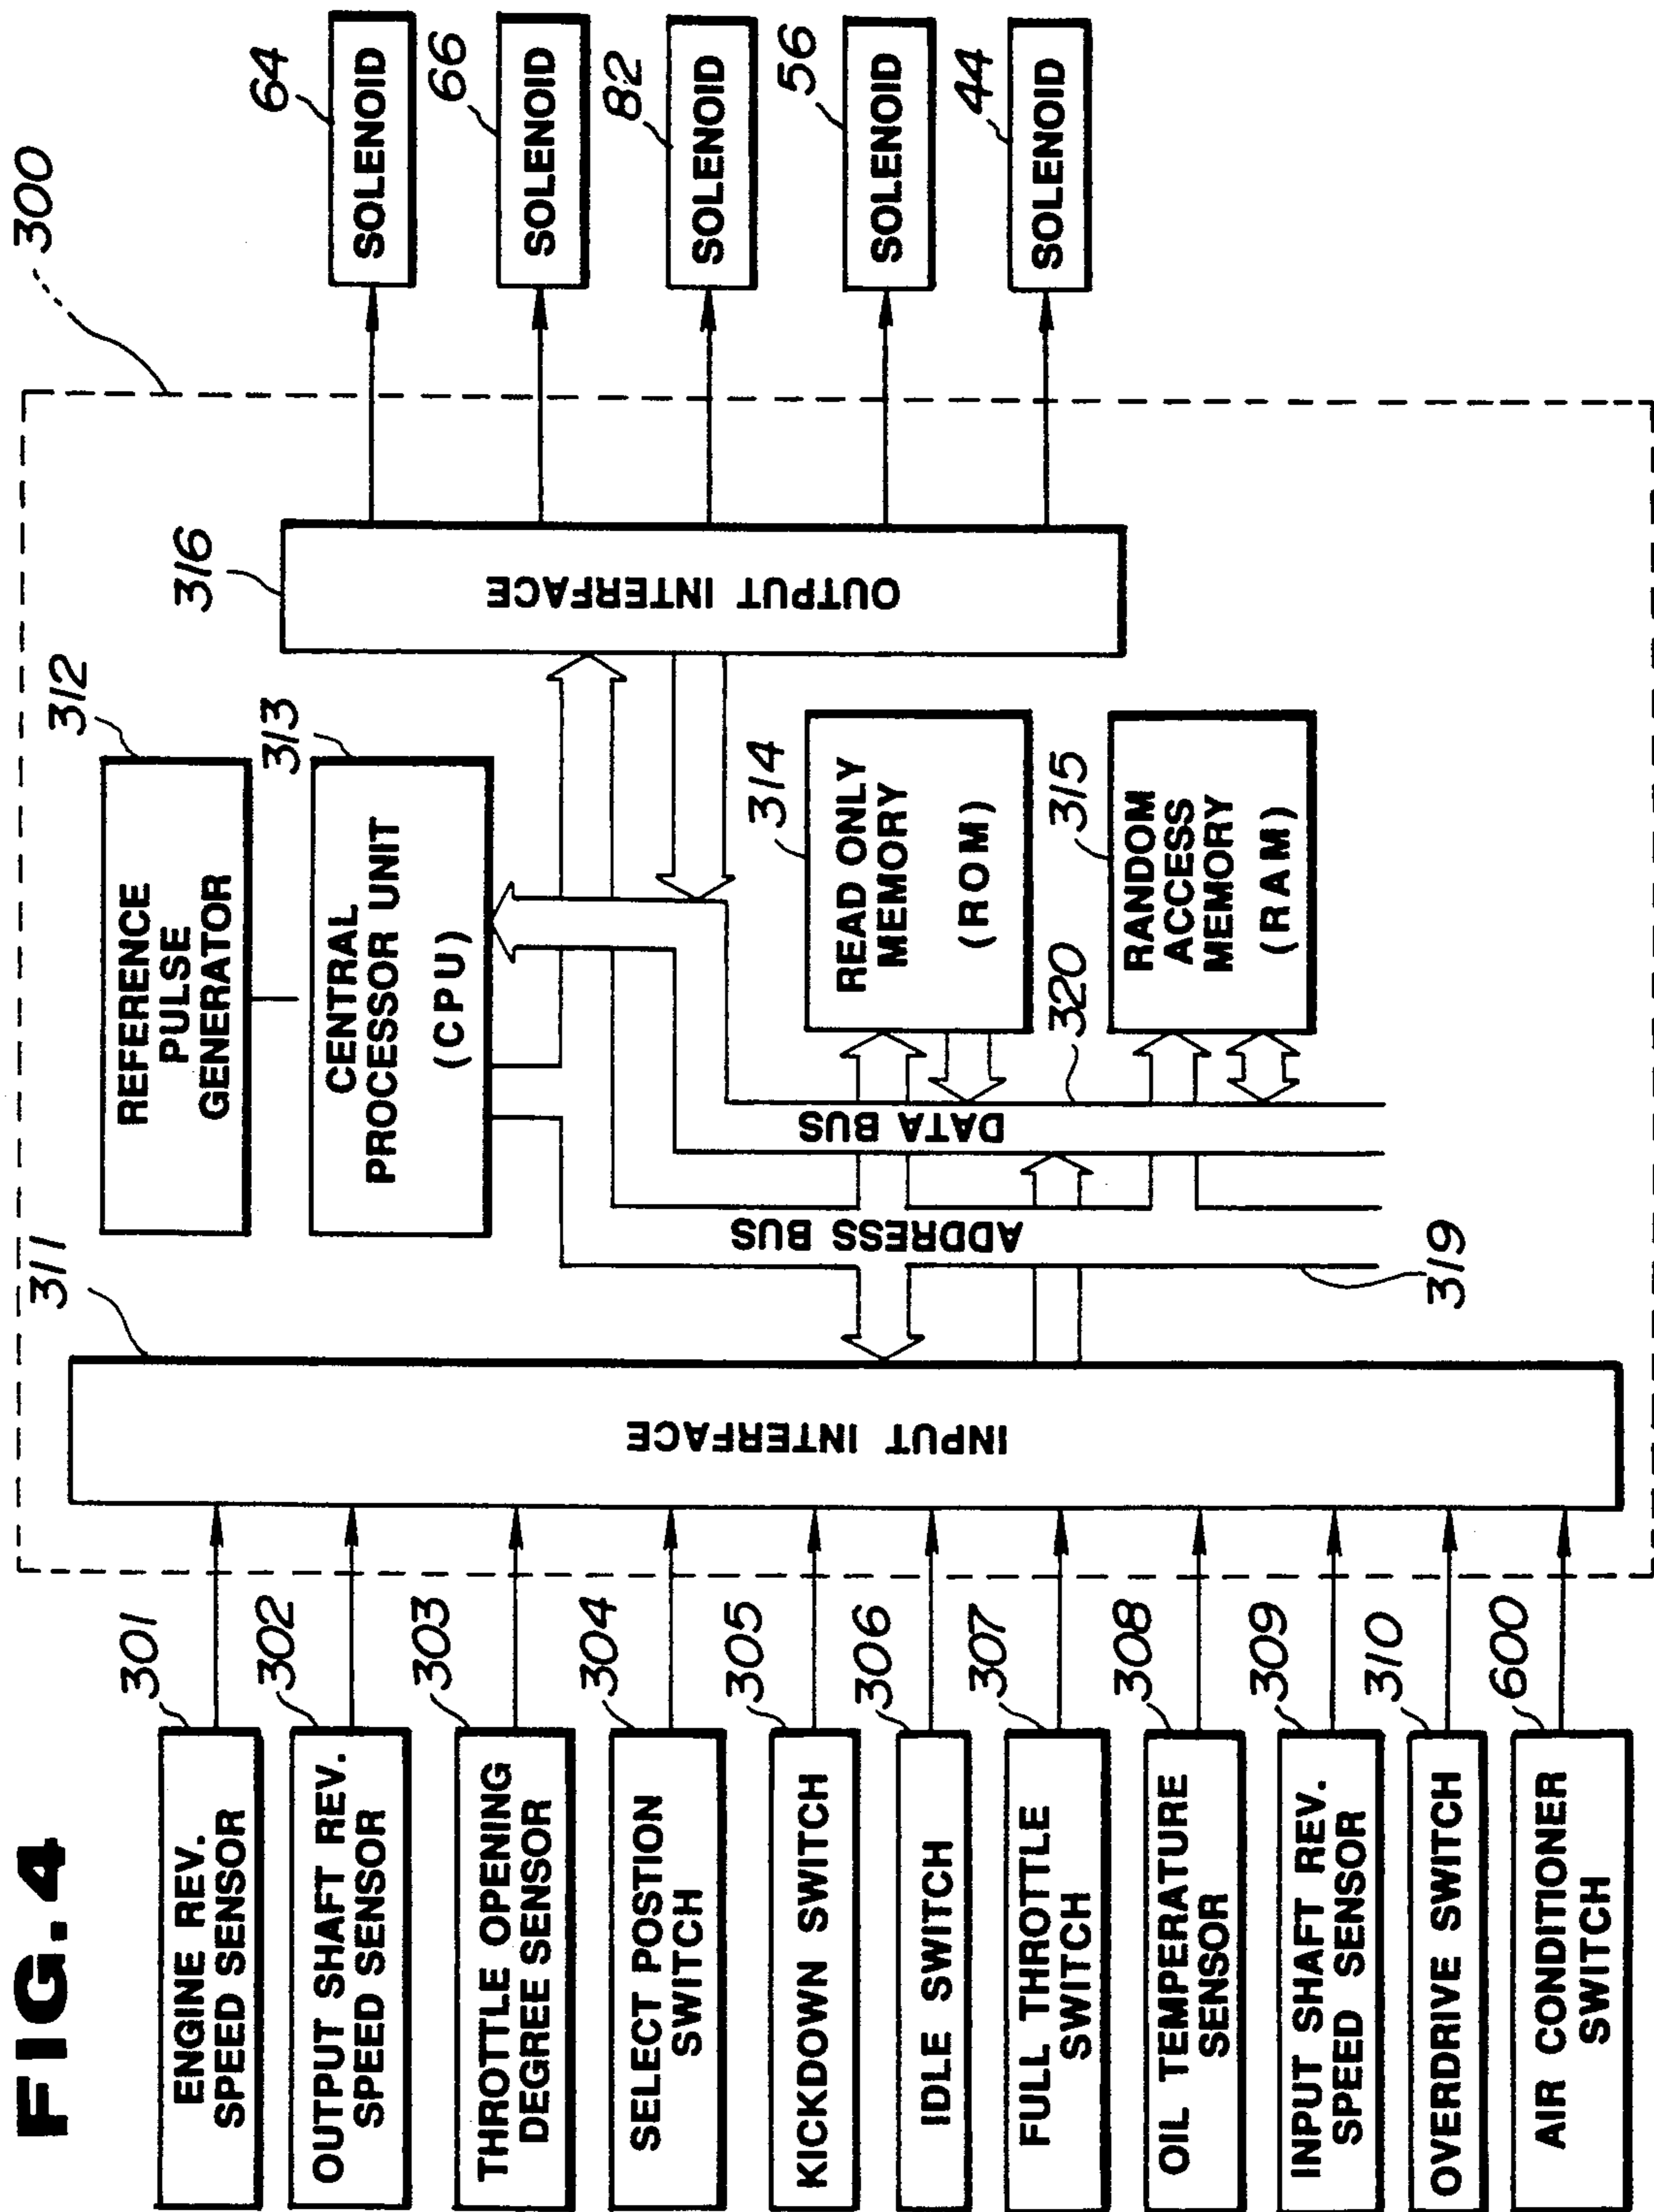 FIG.4
300
ENGINE REV.
SPEED SENSOR
301
OUTPUT SHAFT REV.
SPEED SENSOR
302
THROTTLE OPENING
DEGREE SENSOR
303
SELECT POSTION
SWITCH
304
KICKDOWN SWITCH
305
IDLE SWITCH
306
FULL THROTTLE
SWITCH
307
OIL TEMPERATURE
SENSOR
308
INPUT SHAFT REV.
SPEED SENSOR
309
OVERDRIVE SWITCH
310
AIR CONDITIONER
SWITCH
600
311
INPUT INTERFACE
312
REFERENCE
PULSE
GENERATOR
313
CENTRAL
PROCESSOR UNIT
(CPU)
ADDRESS BUS
319
DATA BUS
320
314
READ ONLY
MEMORY
(ROM)
315
RANDOM
ACCESS
MEMORY
(RAM)
316
OUTPUT INTERFACE
64
SOLENOID
66
SOLENOID
82
SOLENOID
56
SOLENOID
44
SOLENOID